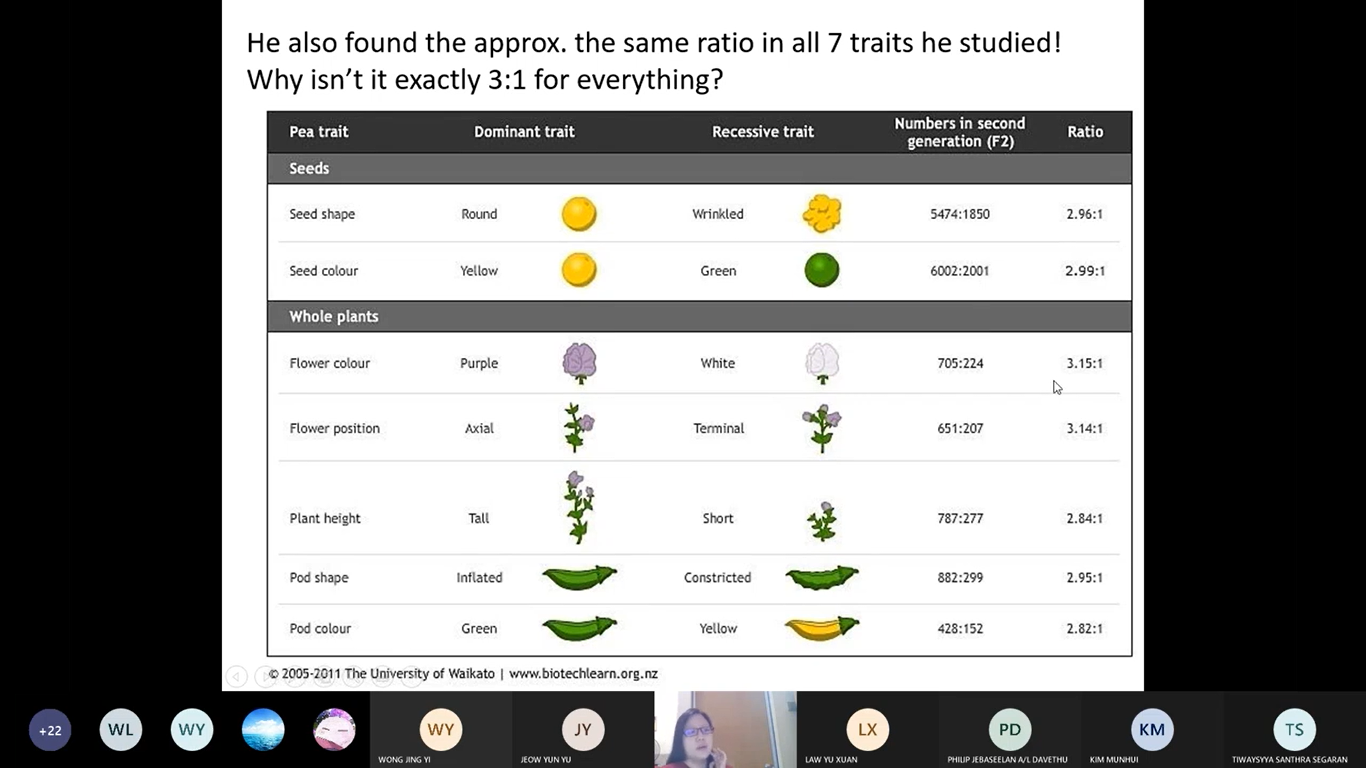 He also found the approx. the same ratio in all 7 traits he studied!
Why isn't it exactly 3:1 for everything?
Pea trait Dominant trait Recessive trait Numbers in second generation (F2) Ratio
Seeds
Seed shape Round Wrinkled 5474:1850 2.96:1
Seed colour Yellow Green 6002:2001 2.99:1
Whole plants
Flower colour Purple White 705:224 3.15:1
Flower position Axial Terminal 651:207 3.14:1
Plant height Tall Short 787:277 2.84:1
Pod shape Inflated Constricted 882:299 2.95:1
Pod colour Green Yellow 428:152 2.82:1
© 2005-2011 The University of Waikato | www.biotechlearn.org.nz
+22 WL WY WY JY LX PD KM TS
WONG JING YI JEOW YUN YU LAW YU XUAN PHILIP JEBASEELAN A/L DAVETHU KIM MUNHUI TIWAYSYYA SANTHRA SEGARAN